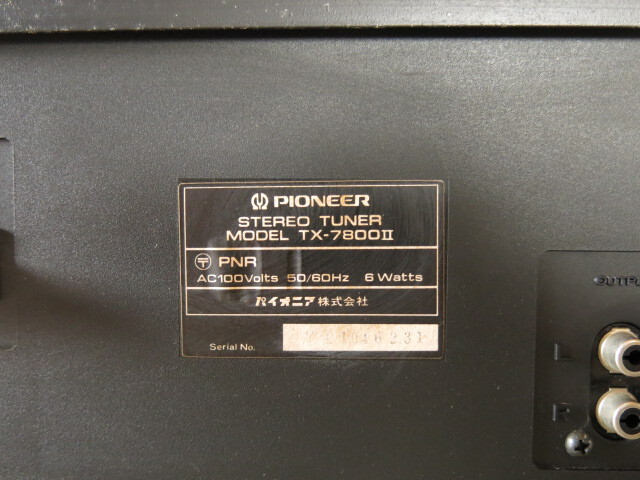 PIONEER
STEREO TUNER
MODEL TX-7800II
〒 PNR
AC100Volts 50/60Hz 6 Watts
パイオニア株式会社
Serial No.
OUTPU
L
R